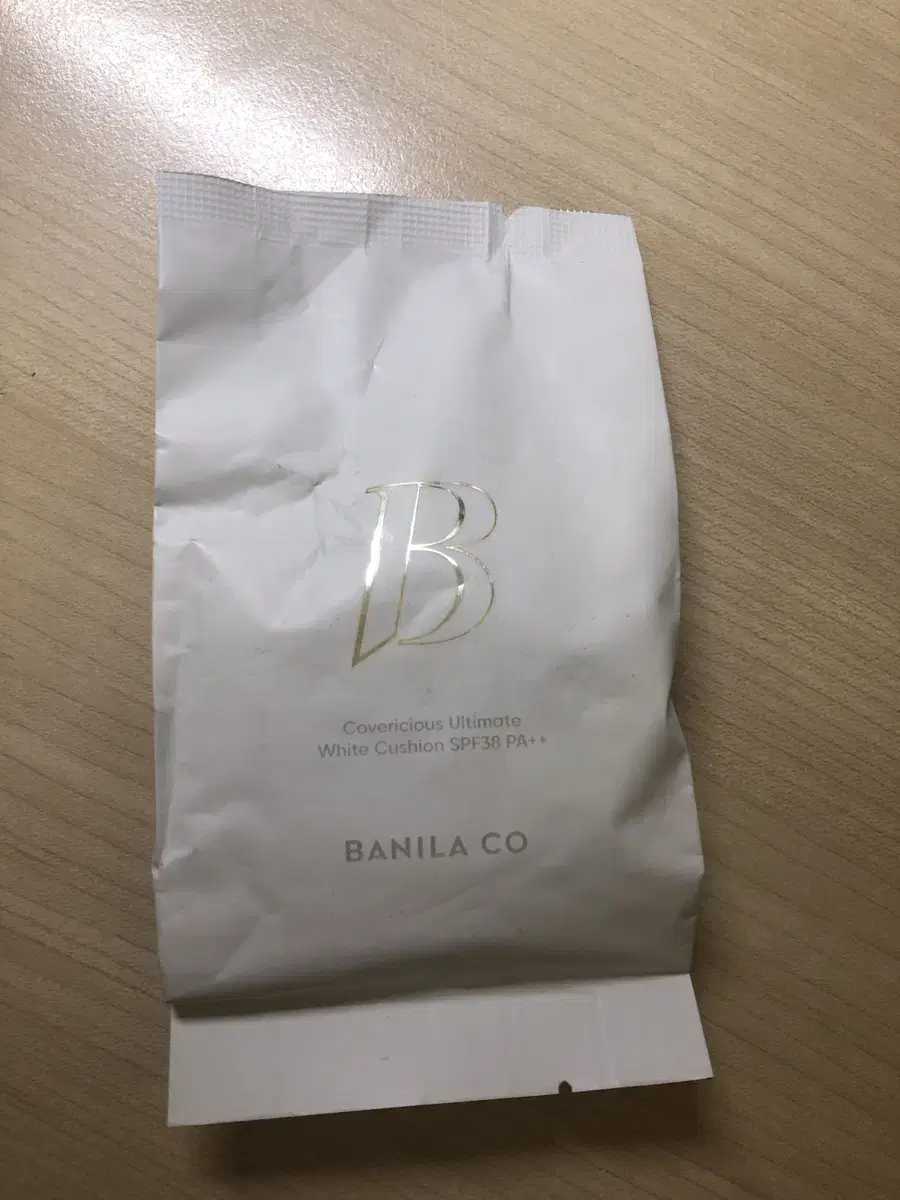 B
Covericious Ultimate
White Cushion SPF38 PA++
BANILA CO